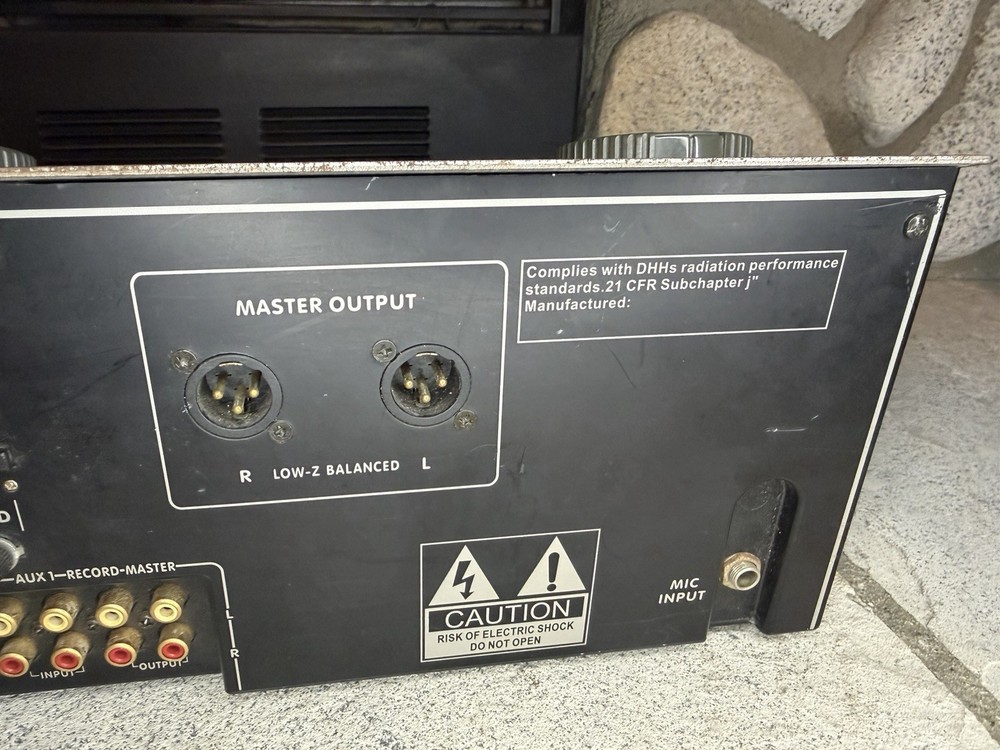 MASTER OUTPUT
R LOW-Z BALANCED L
Complies with DHHs radiation performance
standards.21 CFR Subchapter j"
Manufactured:
D
AUX 1 RECORD-MASTER
L
R
INPUT OUTPUT
CAUTION
RISK OF ELECTRIC SHOCK
DO NOT OPEN
MIC
INPUT